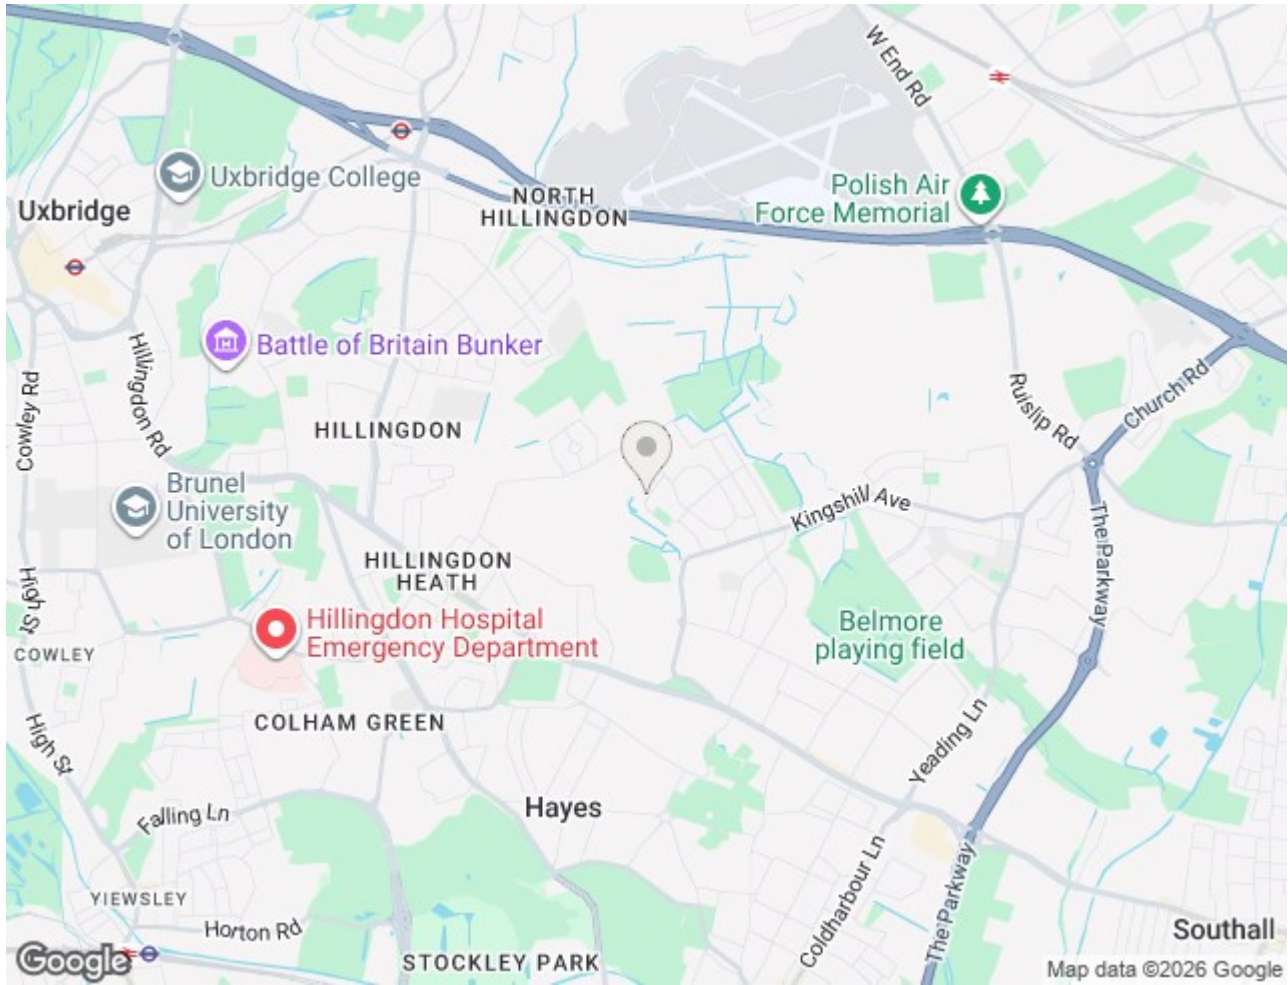 W End Rd
Uxbridge College
Uxbridge
NORTH
HILLINGDON
Polish Air
Force Memorial
Battle of Britain Bunker
Hillingdon Rd
Cowley Rd
HILLINGDON
Ruislip Rd
Church Rd
Brunel
University
of London
Kingshill Ave
The Parkway
HILLINGDON
HEATH
High St
COWLEY
Hillingdon Hospital
Emergency Department
Belmore
playing field
COLHAM GREEN
High St
Yeading Ln
Falling Ln
Hayes
Coldharbour Ln
The Parkway
YIEWSLEY
Horton Rd
Southall
STOCKLEY PARK
Google
Map data ©2026 Google